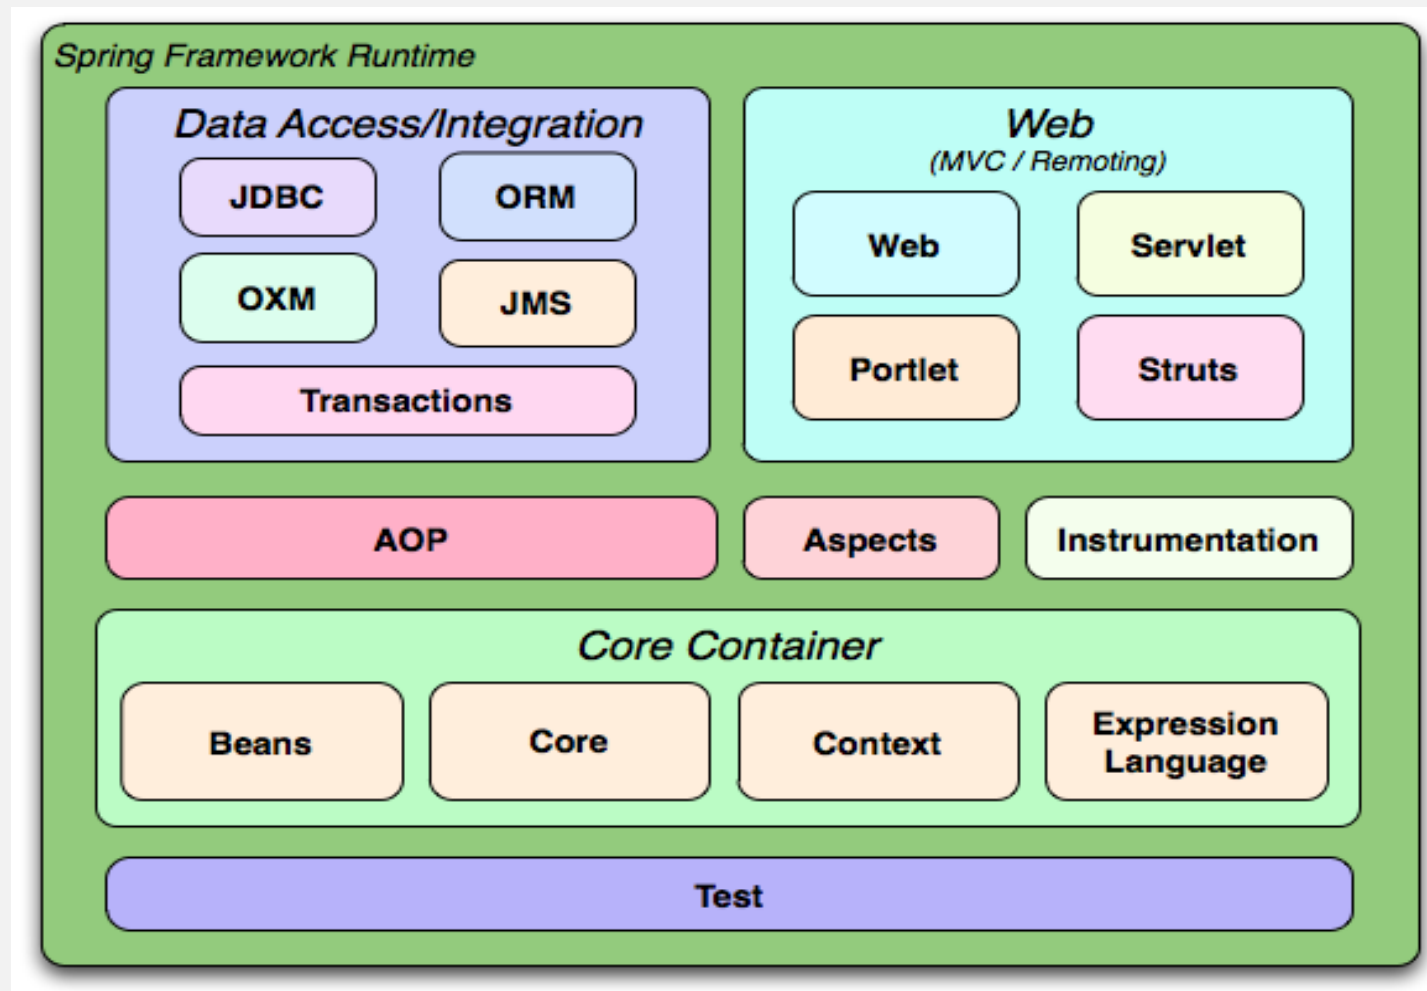 Spring Framework Runtime
Data Access/Integration
JDBC
ORM
OXM
JMS
Transactions
Web
(MVC / Remoting)
Web
Servlet
Portlet
Struts
AOP
Aspects
Instrumentation
Core Container
Beans
Core
Context
Expression
Language
Test